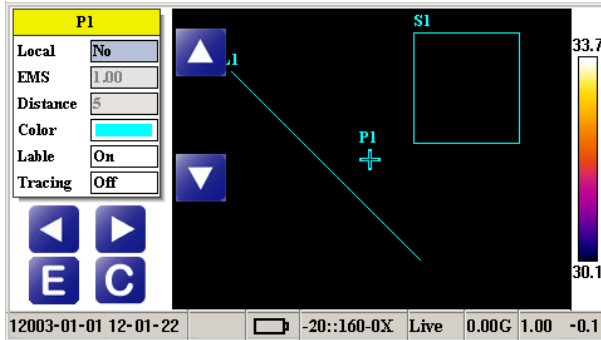 P1
Local No
EMS 1.00
Distance 5
Color
Lable On
Tracing Off
E C
L1
S1
P1
33.7
30.1
12003-01-01 12-01-22 -20::160-0X Live 0.00G 1.00 -0.1